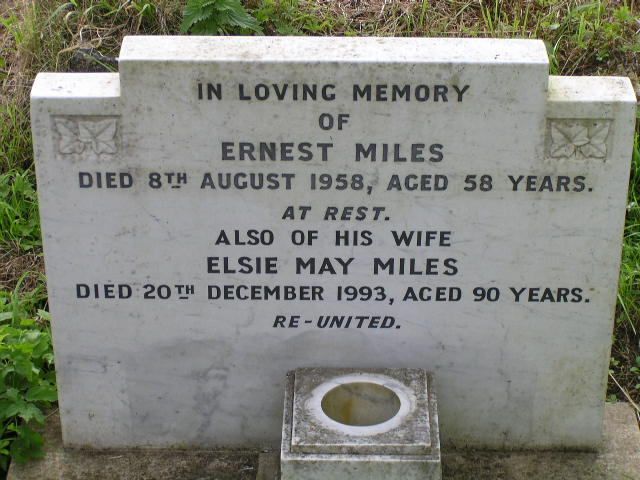 IN LOVING MEMORY
OF
ERNEST MILES
DIED 8TH AUGUST 1958, AGED 58 YEARS.
AT REST.
ALSO OF HIS WIFE
ELSIE MAY MILES
DIED 20TH DECEMBER 1993, AGED 90 YEARS.
RE-UNITED.